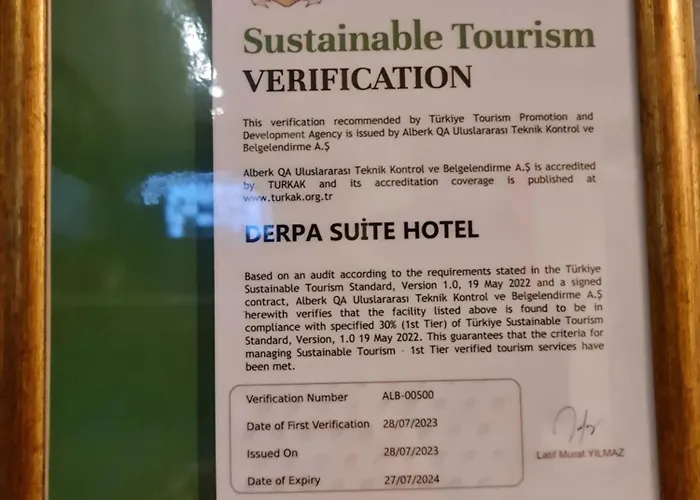 Sustainable Tourism
VERIFICATION
This verification recommended by Türkiye Tourism Promotion and
Development Agency is issued by Alberk QA Uluslararası Teknik Kontrol ve
Belgelendirme A.Ş
Alberk QA Uluslararası Teknik Kontrol ve Belgelendirme A.Ş is accredited
by TURKAK and its accreditation coverage is published at
www.turkak.org.tr
DERPA SUİTE HOTEL
Based on an audit according to the requirements stated in the Türkiye
Sustainable Tourism Standard, Version 1.0, 19 May 2022 and a signed
contract, Alberk QA Uluslararası Teknik Kontrol ve Belgelendirme A.Ş
herewith verifies that the facility listed above is found to be in
compliance with specified 30% (1st Tier) of Türkiye Sustainable Tourism
Standard, Version, 1.0 19 May 2022. This guarantees that the criteria for
managing Sustainable Tourism - 1st Tier verified tourism services have
been met.
Verification Number ALB-00500
Date of First Verification 28/07/2023
Issued On 28/07/2023
Date of Expiry 27/07/2024
Latif Murat YILMAZ